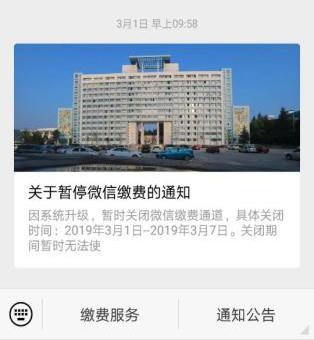 3月1日 早上09:58
关于暂停微信缴费的通知
因系统升级，暂时关闭微信缴费通道，具体关闭
时间：2019年3月1日--2019年3月7日。关闭期
间暂时无法使
缴费服务
通知公告